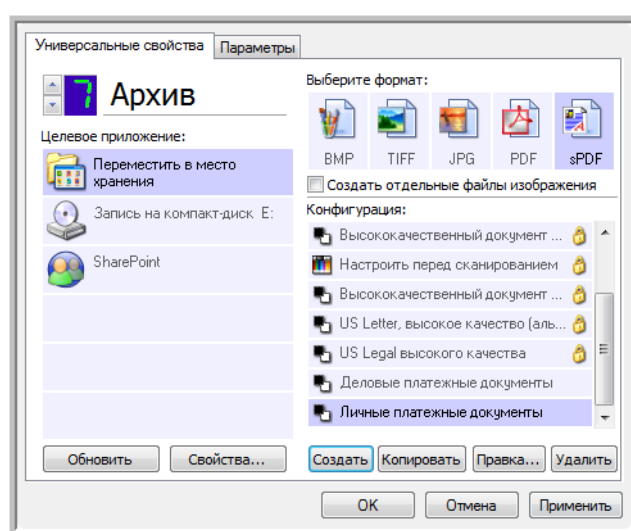 Универсальные свойства
Параметры
7
Архив
Целевое приложение:
Переместить в место
хранения
Запись на компакт-диск E:
SharePoint
Обновить
Свойства...
Выберите формат:
BMP
TIFF
JPG
PDF
sPDF
Создать отдельные файлы изображения
Конфигурация:
Высококачественный документ ...
Настроить перед сканированием
Высококачественный документ ...
US Letter, высокое качество (аль...
US Legal высокого качества
Деловые платежные документы
Личные платежные документы
Создать
Копировать
Правка...
Удалить
OK
Отмена
Применить